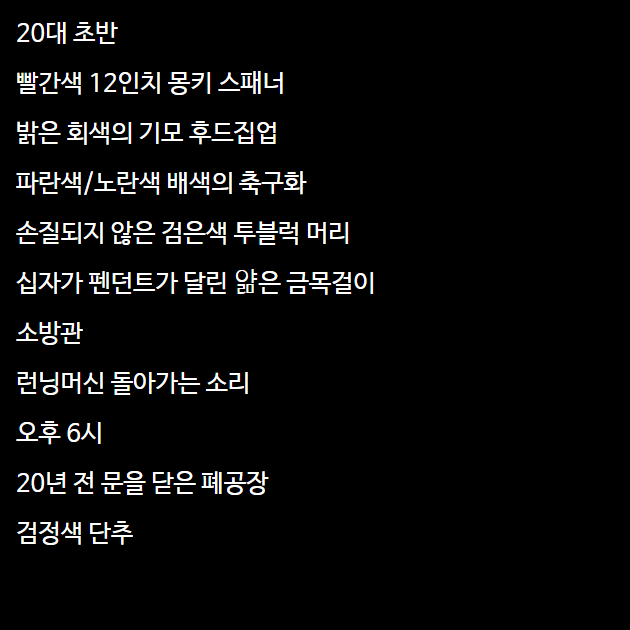 20대 초반
빨간색 12인치 몽키 스패너
밝은 회색의 기모 후드집업
파란색/노란색 배색의 축구화
손질되지 않은 검은색 투블럭 머리
십자가 펜던트가 달린 얇은 금목걸이
소방관
런닝머신 돌아가는 소리
오후 6시
20년 전 문을 닫은 폐공장
검정색 단추